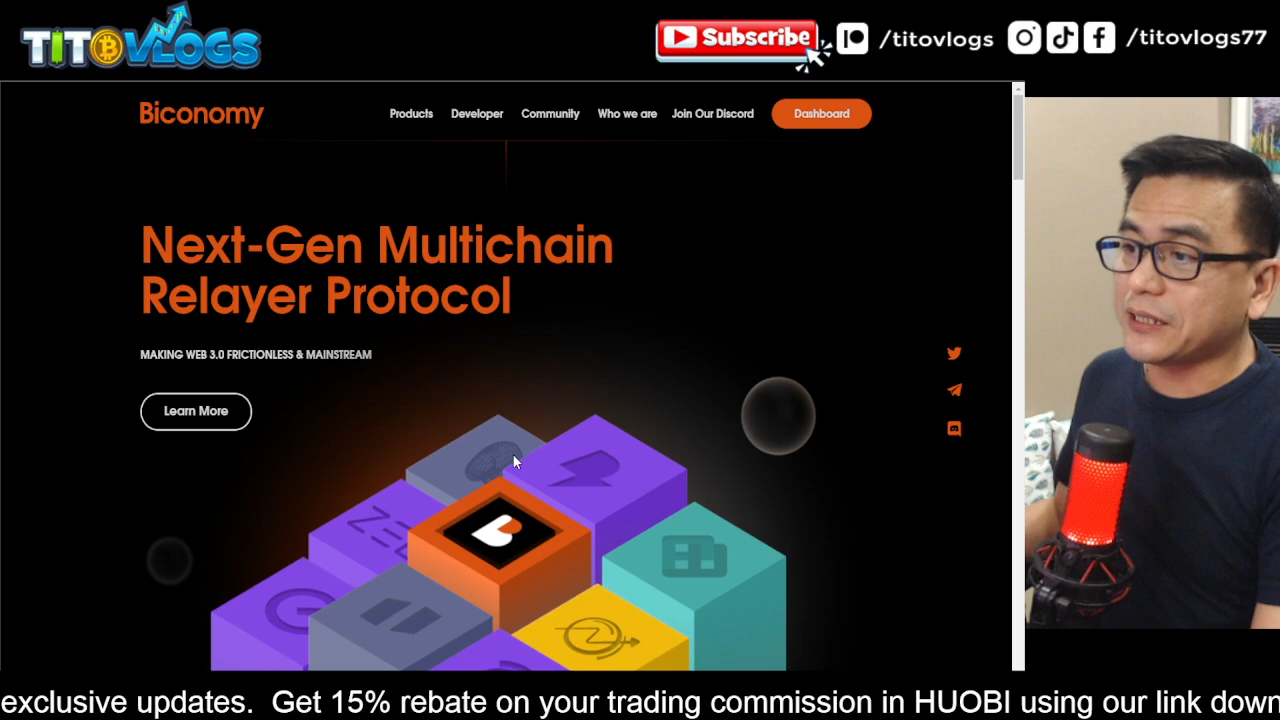 TITOVLOGS
Subscribe
/titovlogs
/titovlogs77
Biconomy
Products
Developer
Community
Who we are
Join Our Discord
Dashboard
Next-Gen Multichain
Relayer Protocol
MAKING WEB 3.0 FRICTIONLESS & MAINSTREAM
Learn More
exclusive updates. Get 15% rebate on your trading commission in HUOBI using our link down